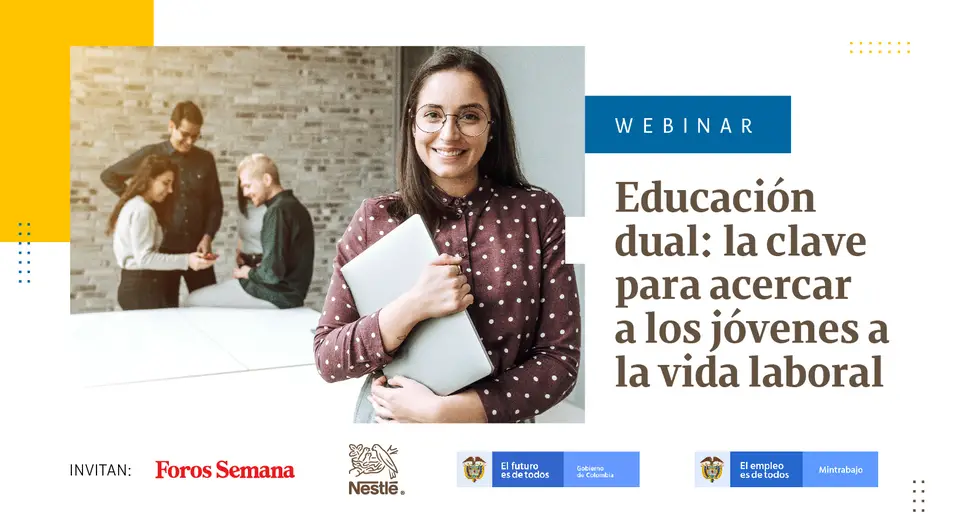 WEBINAR
Educación
dual: la clave
para acercar
a los jóvenes a
la vida laboral
INVITAN:
Foros Semana
Nestlé®
El futuro
es de todos
Gobierno
de Colombia
El empleo
es de todos
Mintrabajo